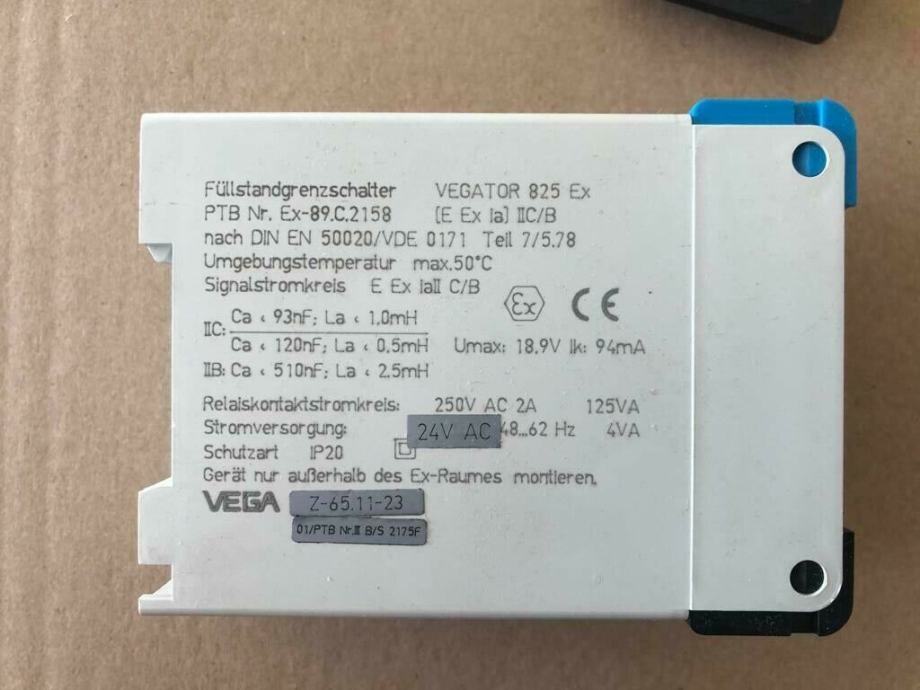 Füllstandgrenzschalter VEGATOR 825 Ex
PTB Nr. Ex-89.C.2158 [E Ex ia] IIC/B
nach DIN EN 50020/VDE 0171 Teil 7/5.78
Umgebungstemperatur max.50°C
Signalstromkreis E Ex iaII C/B
Ex CE
IIC: Ca < 93nF; La < 1,0mH
Ca < 120nF; La < 0,5mH Umax: 18,9V Ik: 94mA
IIB: Ca < 510nF; La < 2,5mH
Relaiskontaktstromkreis: 250V AC 2A 125VA
Stromversorgung: 24V AC 48...62 Hz 4VA
Schutzart IP20
Gerät nur außerhalb des Ex-Raumes montieren.
VEGA Z-65.11-23
01/PTB Nr.III B/S 2175F